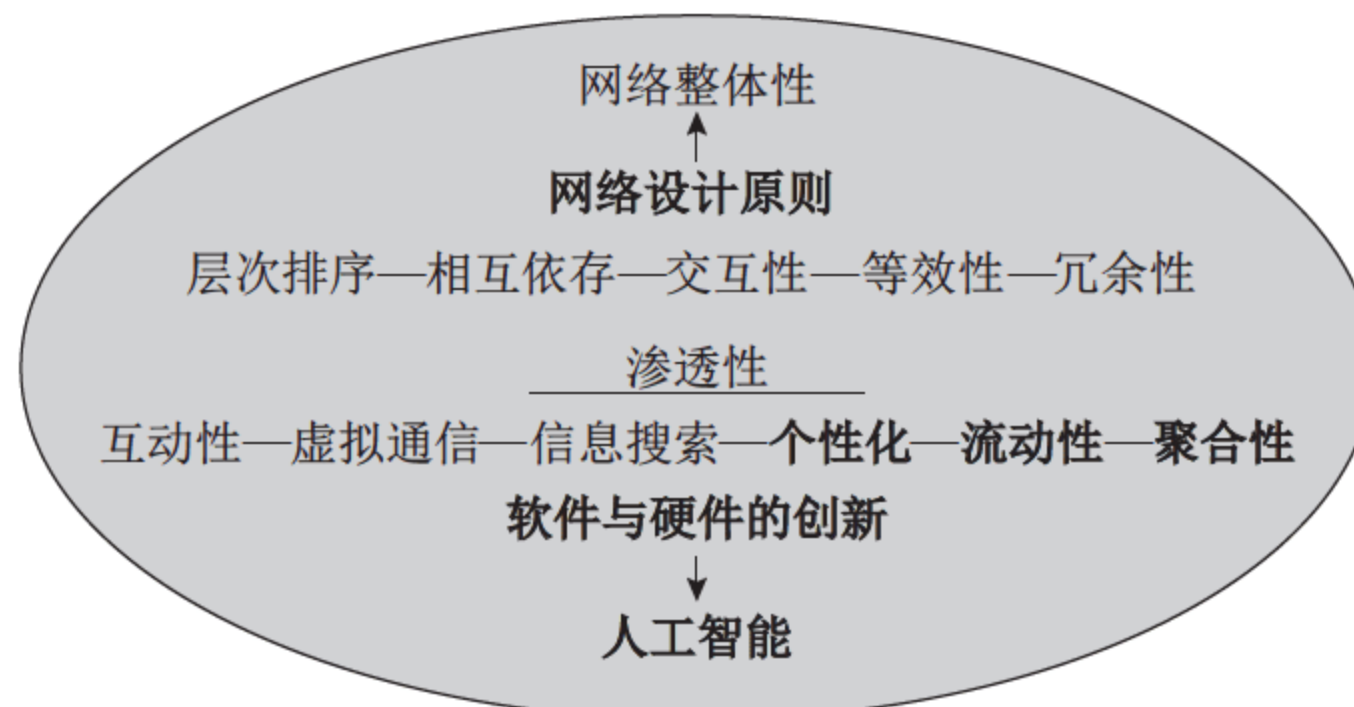 网络整体性
网络设计原则
层次排序—相互依存—交互性—等效性—冗余性
渗透性
互动性—虚拟通信—信息搜索—个性化—流动性—聚合性
软件与硬件的创新
人工智能